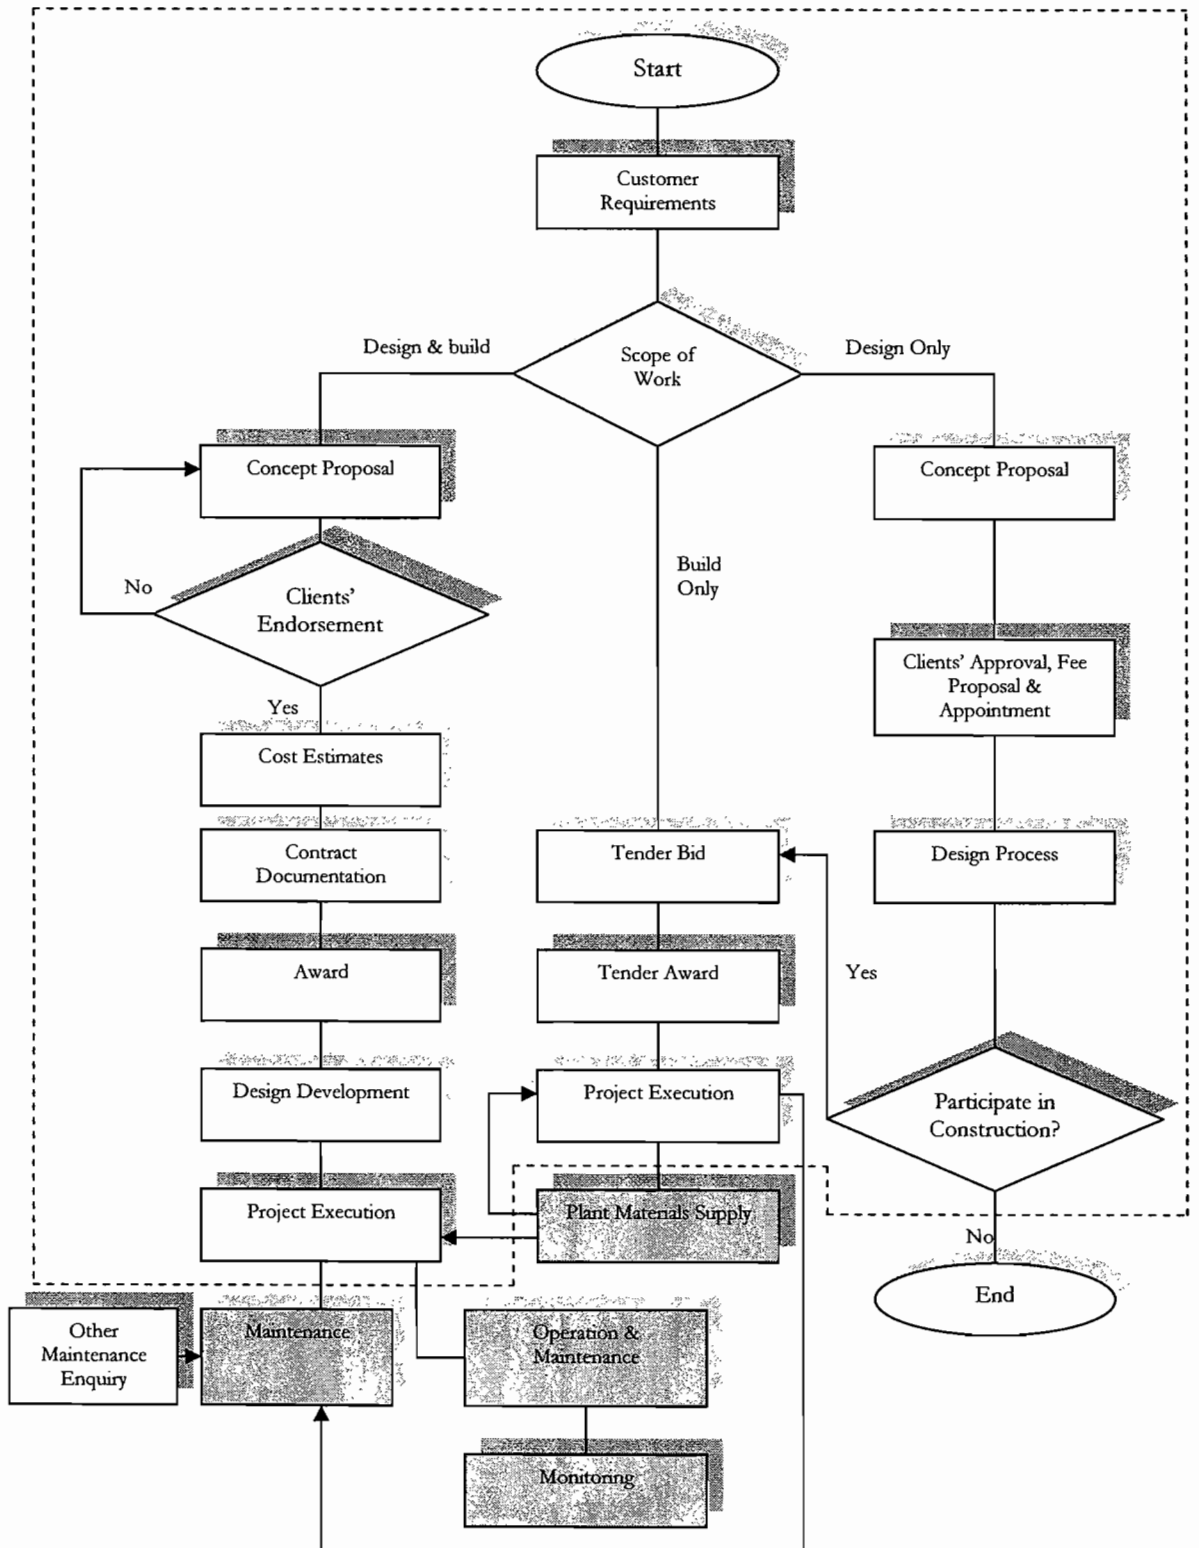 Start
Customer
Requirements
Design & build
Scope of
Work
Design Only
Concept Proposal
Concept Proposal
No
Clients'
Endorsement
Build
Only
Clients' Approval, Fee
Proposal &
Appointment
Yes
Cost Estimates
Contract
Documentation
Tender Bid
Design Process
Award
Tender Award
Yes
Design Development
Project Execution
Participate in
Construction?
Project Execution
Plant Materials Supply
No
End
Other
Maintenance
Enquiry
Maintenance
Operation &
Maintenance
Monitoring